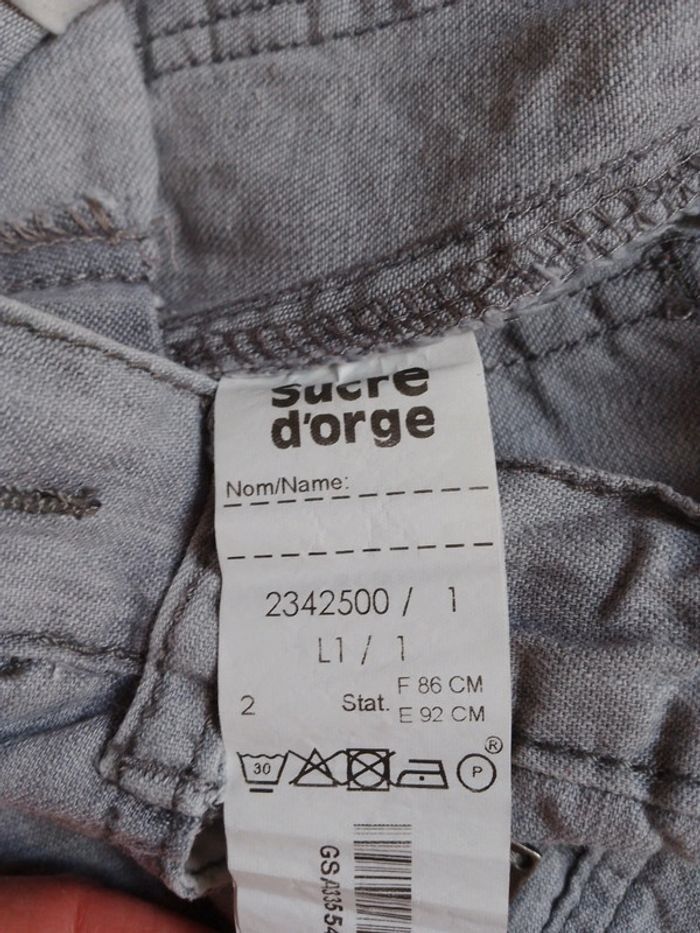 sucre
d'orge
Nom/Name:
2342500 / 1
L1 / 1
2 Stat. F 86 CM
E 92 CM
30 P ®